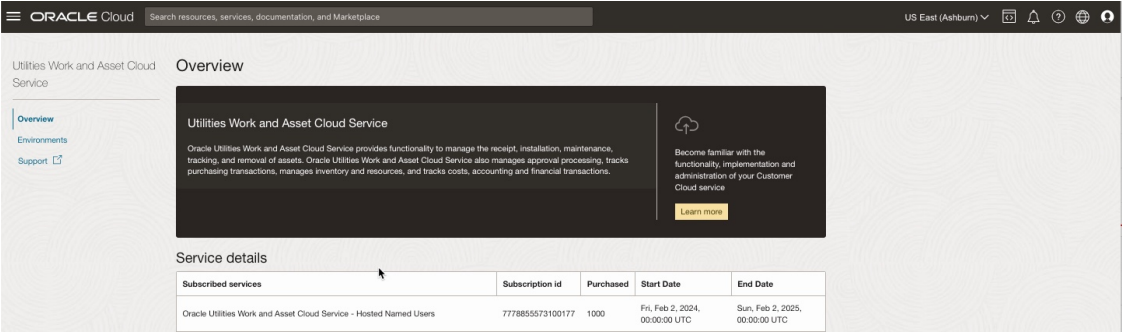 ORACLE Cloud
Search resources, services, documentation, and Marketplace
US East (Ashburn)
Utilities Work and Asset Cloud
Service
Overview
Environments
Support
Overview
Utilities Work and Asset Cloud Service
Oracle Utilities Work and Asset Cloud Service provides functionality to manage the receipt, installation, maintenance,
tracking, and removal of assets. Oracle Utilities Work and Asset Cloud Service also manages approval processing, tracks
purchasing transactions, manages inventory and resources, and tracks costs, accounting and financial transactions.
Become familiar with the
functionality, implementation and
administration of your Customer
Cloud service
Learn more
Service details
Subscribed services Subscription id Purchased Start Date End Date
Oracle Utilities Work and Asset Cloud Service - Hosted Named Users 7778855573100177 1000 Fri, Feb 2, 2024, Sun, Feb 2, 2025,
00:00:00 UTC 00:00:00 UTC